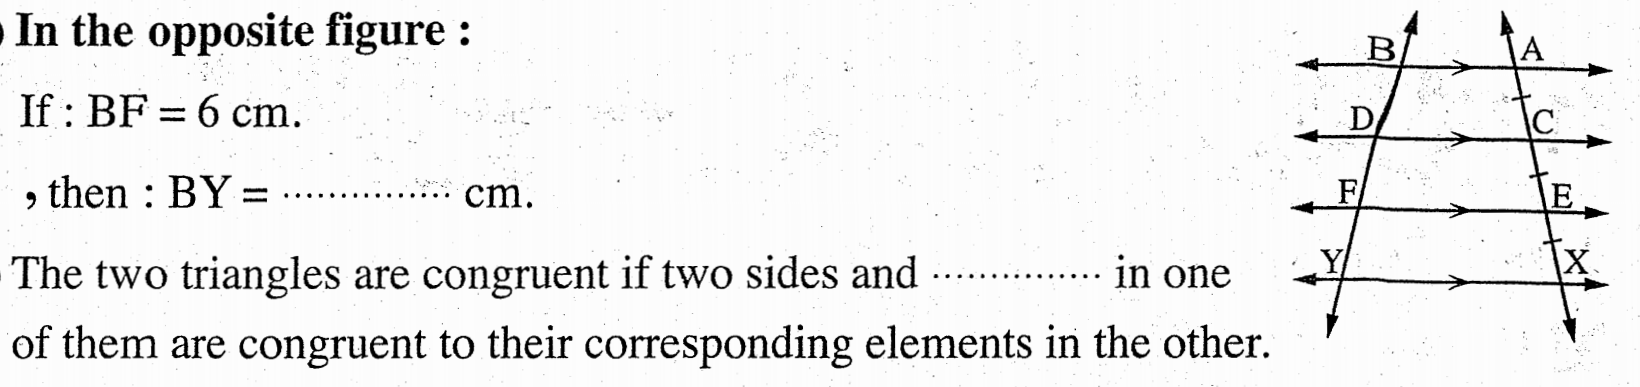 In the opposite figure :
If : BF = 6 cm.
, then : BY = ............... cm.
The two triangles are congruent if two sides and ............... in one
of them are congruent to their corresponding elements in the other.
B A
D C
F E
Y X